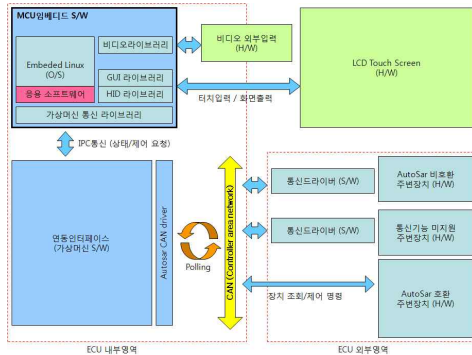 MCU임베디드 S/W
Embeded Linux
(O/S)
응용 소프트웨어
비디오라이브러리
GUI 라이브러리
HID 라이브러리
가상머신 통신 라이브러리
비디오 외부입력
(H/W)
LCD Touch Screen
(H/W)
터치입력 / 화면출력
IPC통신 (상태/제어 요청)
연동인터페이스
(가상머신 S/W)
Autosar CAN driver
Polling
CAN (Controller area network)
통신드라이버 (S/W)
AutoSar 비호환
주변장치 (H/W)
통신드라이버 (S/W)
통신기능 미지원
주변장치 (H/W)
장치 조회/제어 명령
AutoSar 호환
주변장치 (H/W)
ECU 내부영역
ECU 외부영역